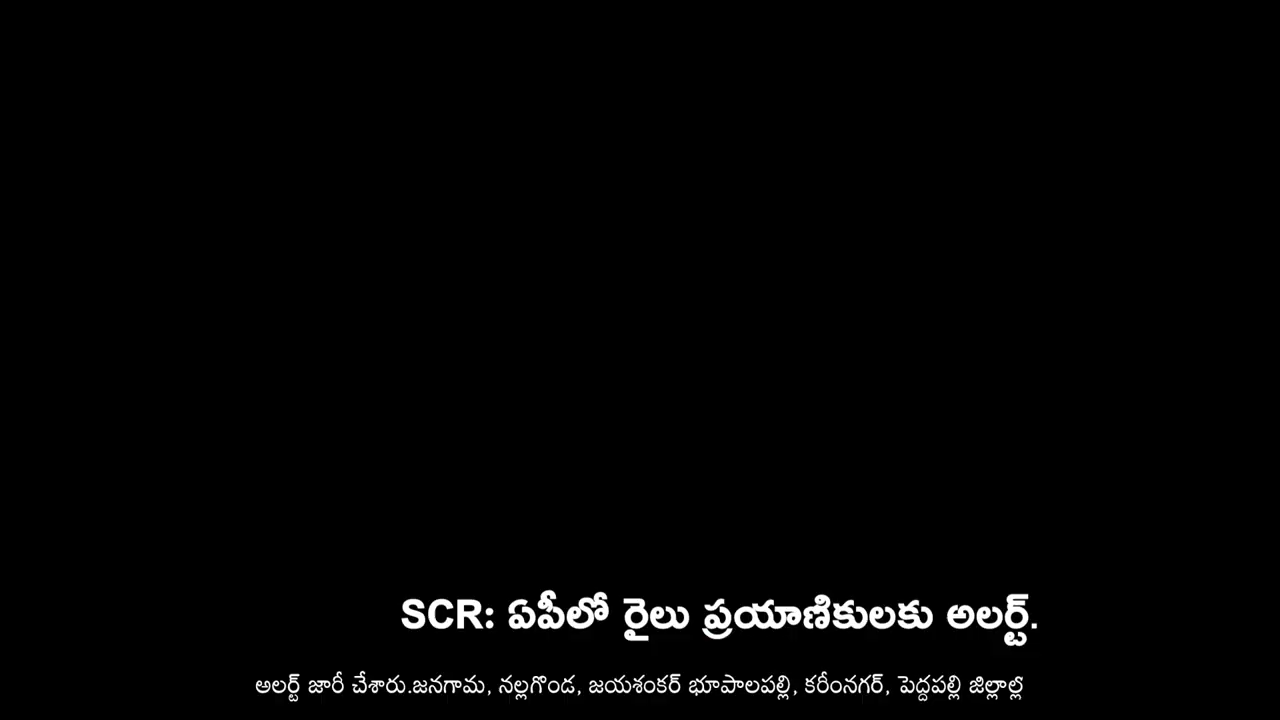 SCR: ఏపీలో రైలు ప్రయాణికులకు అలర్ట్.
అలర్ట్ జారీ చేశారు.జనగామ, నల్లగొండ, జయశంకర్ భూపాలపల్లి, కరీంనగర్, పెద్దపల్లి జిల్లాల్లి